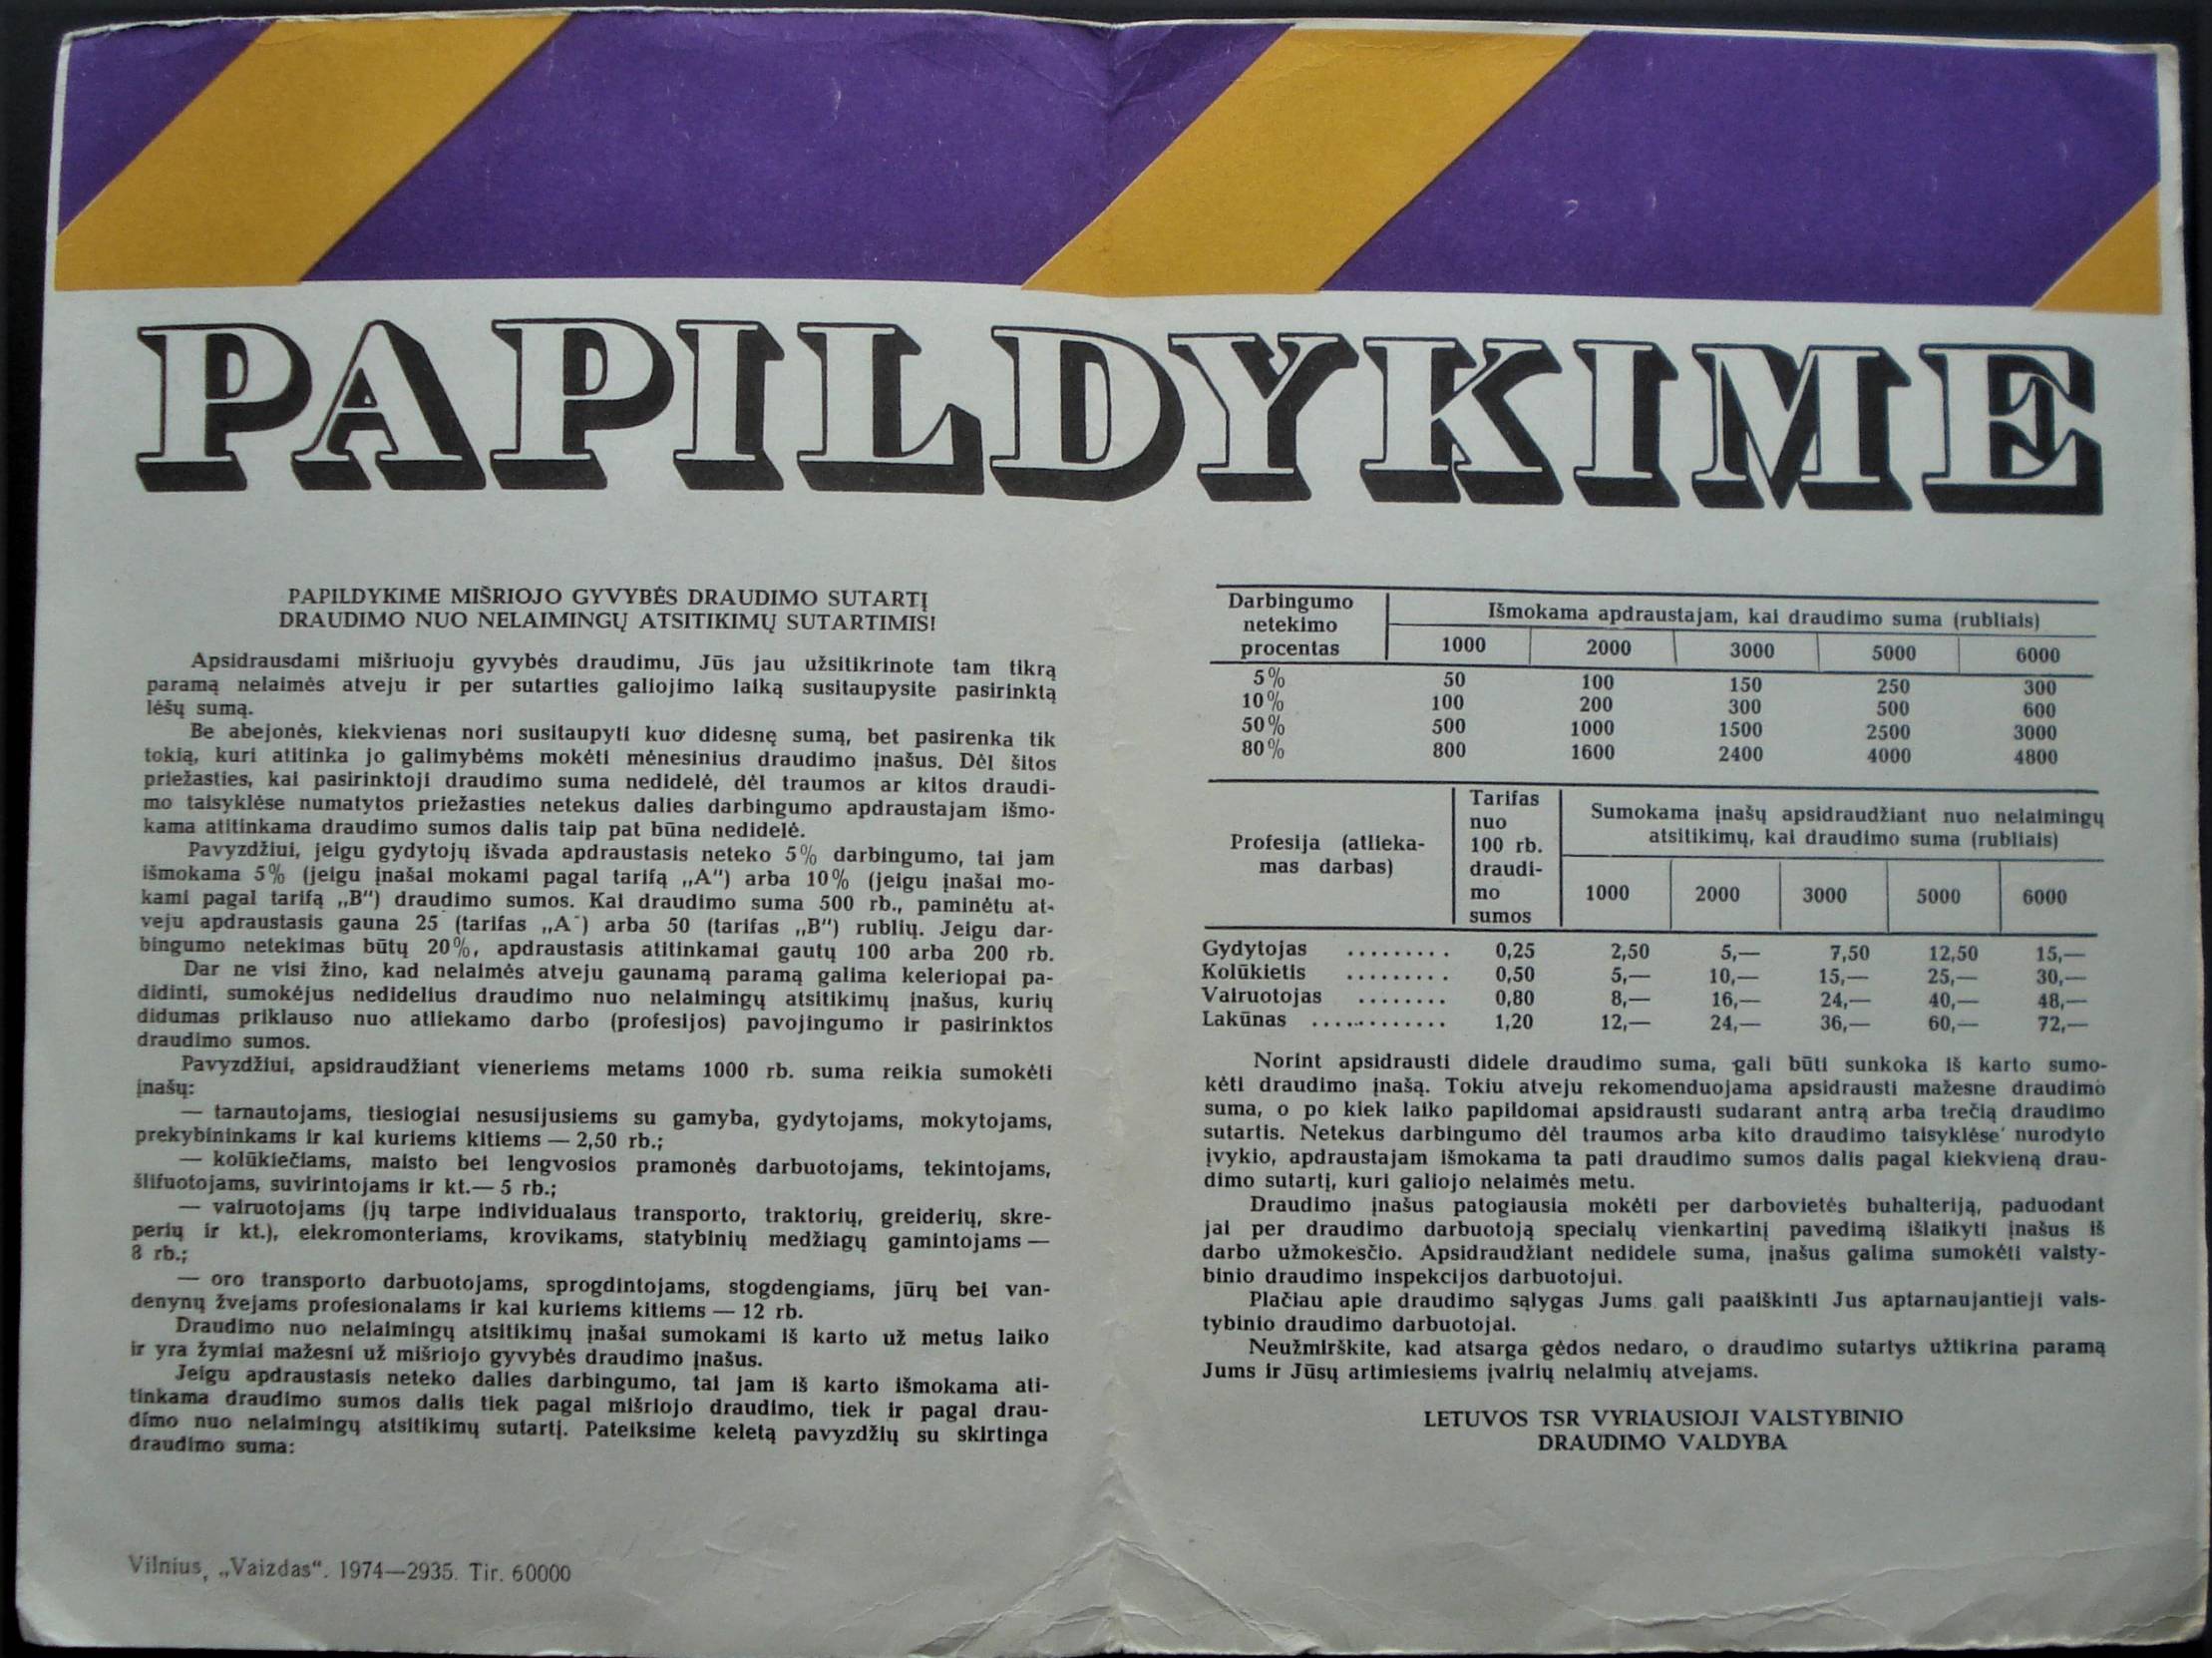 PAPILDYKIME
PAPILDYKIME MIŠRIOJO GYVYBĖS DRAUDIMO SUTARTĮ
DRAUDIMO NUO NELAIMINGŲ ATSITIKIMŲ SUTARTIMIS!
Apsidrausdami mišriuoju gyvybės draudimu, Jūs jau užsitikrinote tam tikrą
paramą nelaimės atveju ir per sutarties galiojimo laiką susitaupysite pasirinktą
lėšų sumą.
Be abejonės, kiekvienas nori susitaupyti kuo didesnę sumą, bet pasirenka tik
tokią, kuri atitinka jo galimybėms mokėti mėnesinius draudimo įnašus. Dėl šitos
priežasties, kai pasirinktoji draudimo suma nedidelė, dėl traumos ar kitos draudi-
mo taisyklėse numatytos priežasties netekus dalies darbingumo apdraustajam išmo-
kama atitinkama draudimo sumos dalis taip pat būna nedidelė.
Pavyzdžiui, jeigu gydytojų išvada apdraustasis neteko 5% darbingumo, tai jam
išmokama 5% (jeigu įnašai mokami pagal tarifą „A") arba 10% (jeigu įnašai mo-
kami pagal tarifą „B") draudimo sumos. Kai draudimo suma 500 rb., paminėtu at-
veju apdraustasis gauna 25 (tarifas „A") arba 50 (tarifas „B") rublių. Jeigu dar-
bingumo netekimas būtų 20%, apdraustasis atitinkamai gautų 100 arba 200 rb.
Dar ne visi žino, kad nelaimės atveju gaunamą paramą galima keleriopai pa-
didinti, sumokėjus nedidelius draudimo nuo nelaimingų atsitikimų įnašus, kurių
didumas priklauso nuo atliekamo darbo (profesijos) pavojingumo ir pasirinktos
draudimo sumos.
Pavyzdžiui, apsidraudžiant vieneriems metams 1000 rb. suma reikia sumokėti
įnašų:
— tarnautojams, tiesiogiai nesusijusiems su gamyba, gydytojams, mokytojams,
prekybininkams ir kai kuriems kitiems — 2,50 rb.;
— kolūkiečiams, maisto bei lengvosios pramonės darbuotojams, tekintojams,
šlifuotojams, suvirintojams ir kt.— 5 rb.;
— vairuotojams (jų tarpe individualaus transporto, traktorių, greiderių, skre-
perių ir kt.), elekromonteriams, krovikams, statybinių medžiagų gamintojams —
8 rb.;
— oro transporto darbuotojams, sprogdintojams, stogdengiams, jūrų bei van-
denynų žvejams profesionalams ir kai kuriems kitiems — 12 rb.
Draudimo nuo nelaimingų atsitikimų įnašai sumokami iš karto už metus laiko
ir yra žymiai mažesni už mišriojo gyvybės draudimo įnašus.
Jeigu apdraustasis neteko dalies darbingumo, tai jam iš karto išmokama ati-
tinkama draudimo sumos dalis tiek pagal mišriojo draudimo, tiek ir pagal drau-
dimo nuo nelaimingų atsitikimų sutartį. Pateiksime keletą pavyzdžių su skirtinga
draudimo suma:
Vilnius, „Vaizdas“. 1974—2935. Tir. 60000
Darbingumo netekimo procentas Išmokama apdraustajam, kai draudimo suma (rubliais)
1000 2000 3000 5000 6000
5% 50 100 150 250 300
10% 100 200 300 500 600
50% 500 1000 1500 2500 3000
80% 800 1600 2400 4000 4800
Profesija (atlieka-
mas darbas)
Tarifas
nuo
100 rb.
draudi-
mo
sumos
Sumokama įnašų apsidraudžiant nuo nelaimingų
atsitikimų, kai draudimo suma (rubliais)
1000 2000 3000 5000 6000
Gydytojas ......... 0,25 2,50 5,— 7,50 12,50 15,—
Kolūkietis ......... 0,50 5,— 10,— 15,— 25,— 30,—
Vairuotojas ........ 0,80 8,— 16,— 24,— 40,— 48,—
Lakūnas ............ 1,20 12,— 24,— 36,— 60,— 72,—
Norint apsidrausti didele draudimo suma, gali būti sunkoka iš karto sumo-
kėti draudimo įnašą. Tokiu atveju rekomenduojama apsidrausti mažesne draudimo
suma, o po kiek laiko papildomai apsidrausti sudarant antrą arba trečią draudimo
sutartis. Netekus darbingumo dėl traumos arba kito draudimo taisyklėse nurodyto
įvykio, apdraustajam išmokama ta pati draudimo sumos dalis pagal kiekvieną drau-
dimo sutartį, kuri galiojo nelaimės metu.
Draudimo įnašus patogiausia mokėti per darbovietės buhalteriją, paduodant
jai per draudimo darbuotoją specialų vienkartinį pavedimą išlaikyti įnašus iš
darbo užmokesčio. Apsidraudžiant nedidele suma, įnašus galima sumokėti valsty-
binio draudimo inspekcijos darbuotojui.
Plačiau apie draudimo sąlygas Jums gali paaiškinti Jus aptarnaujantieji vals-
tybinio draudimo darbuotojai.
Neužmirškite, kad atsarga gėdos nedaro, o draudimo sutartys užtikrina paramą
Jums ir Jūsų artimiesiems įvairių nelaimių atvejams.
LIETUVOS TSR VYRIAUSIOJI VALSTYBINIO
DRAUDIMO VALDYBA